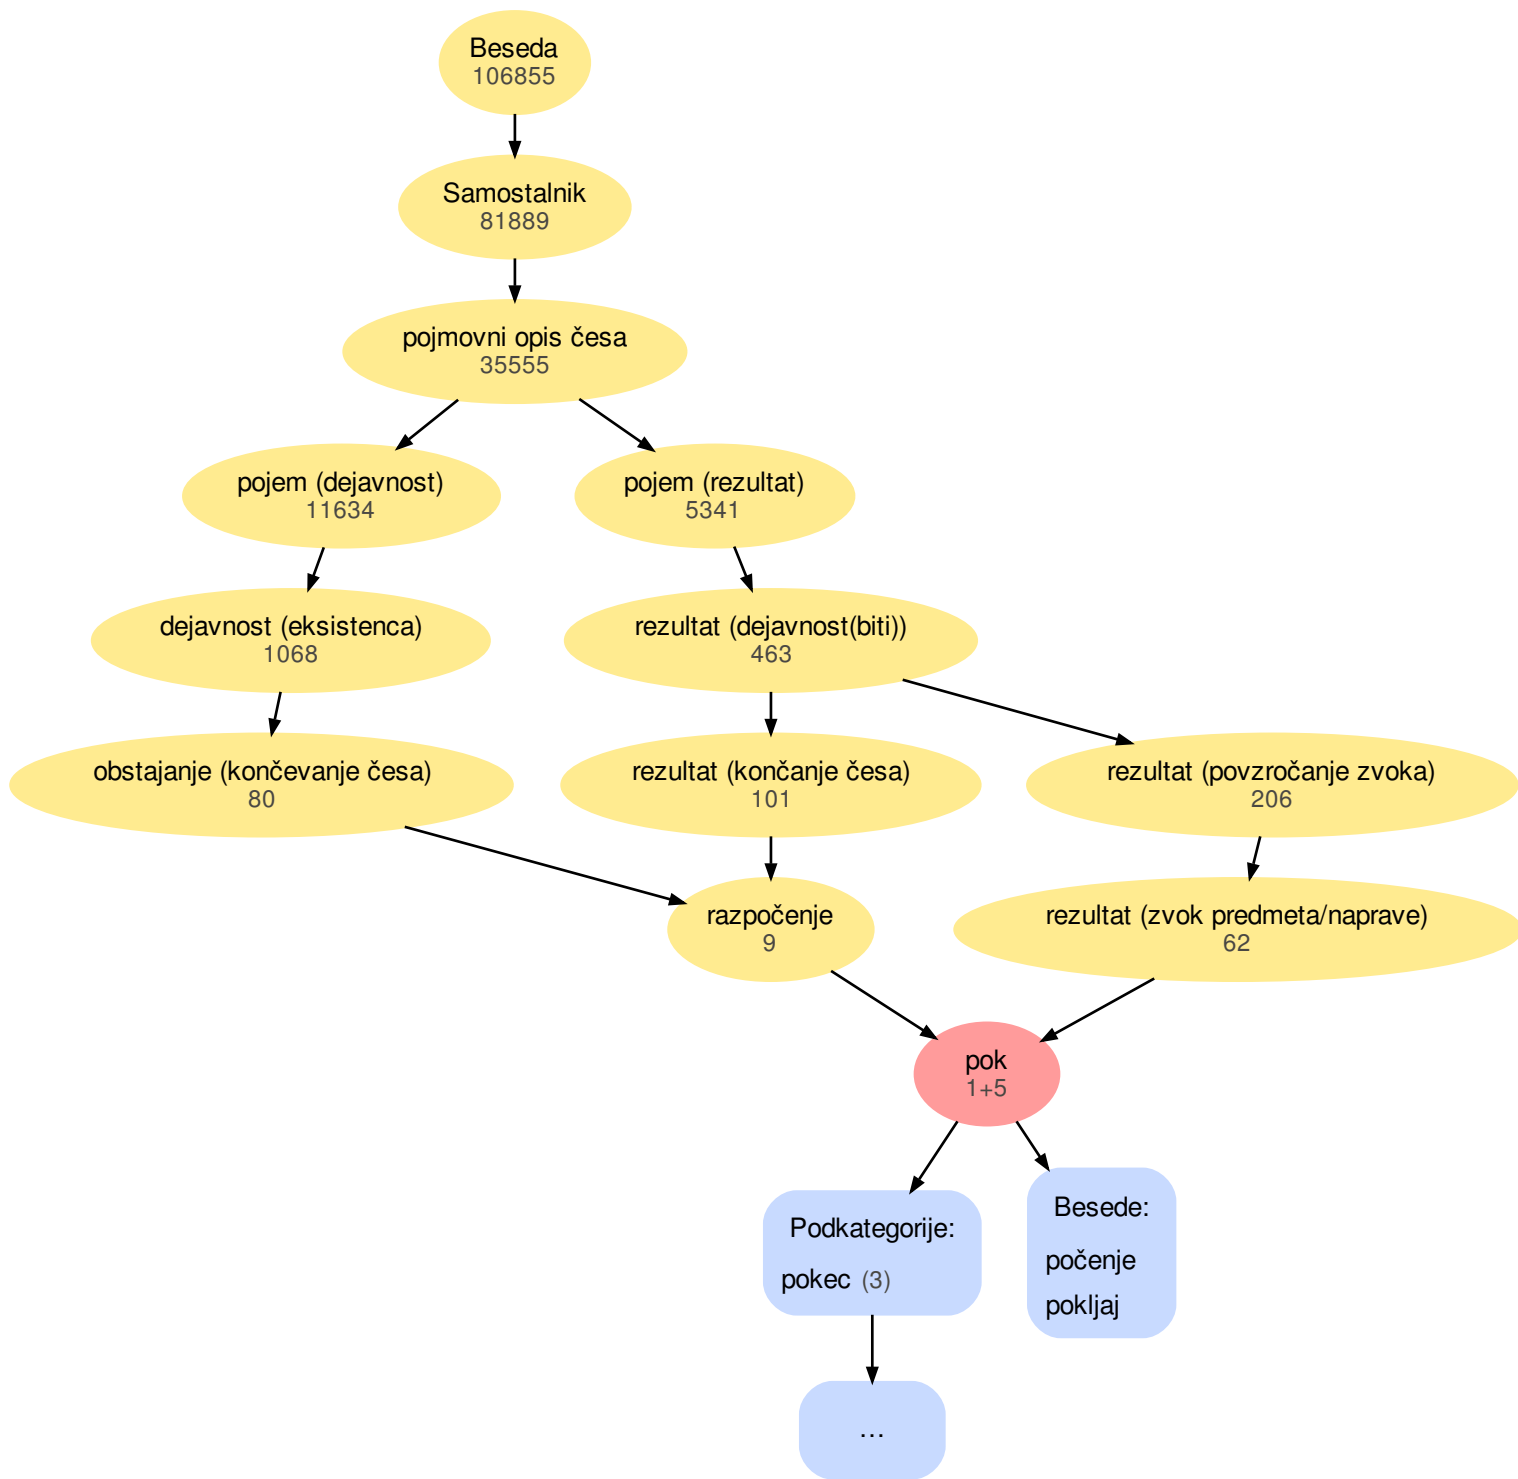 Beseda
106855
Samostalnik
81889
pojmovni opis česa
35555
pojem (dejavnost)
11634
pojem (rezultat)
5341
dejavnost (eksistenca)
1068
rezultat (dejavnost(biti))
463
obstajanje (končevanje česa)
80
rezultat (končanje česa)
101
rezultat (povzročanje zvoka)
206
razpočenje
9
rezultat (zvok predmeta/naprave)
62
pok
1+5
Podkategorije:
pokec (3)
Besede:
počenje
pokljaj
...